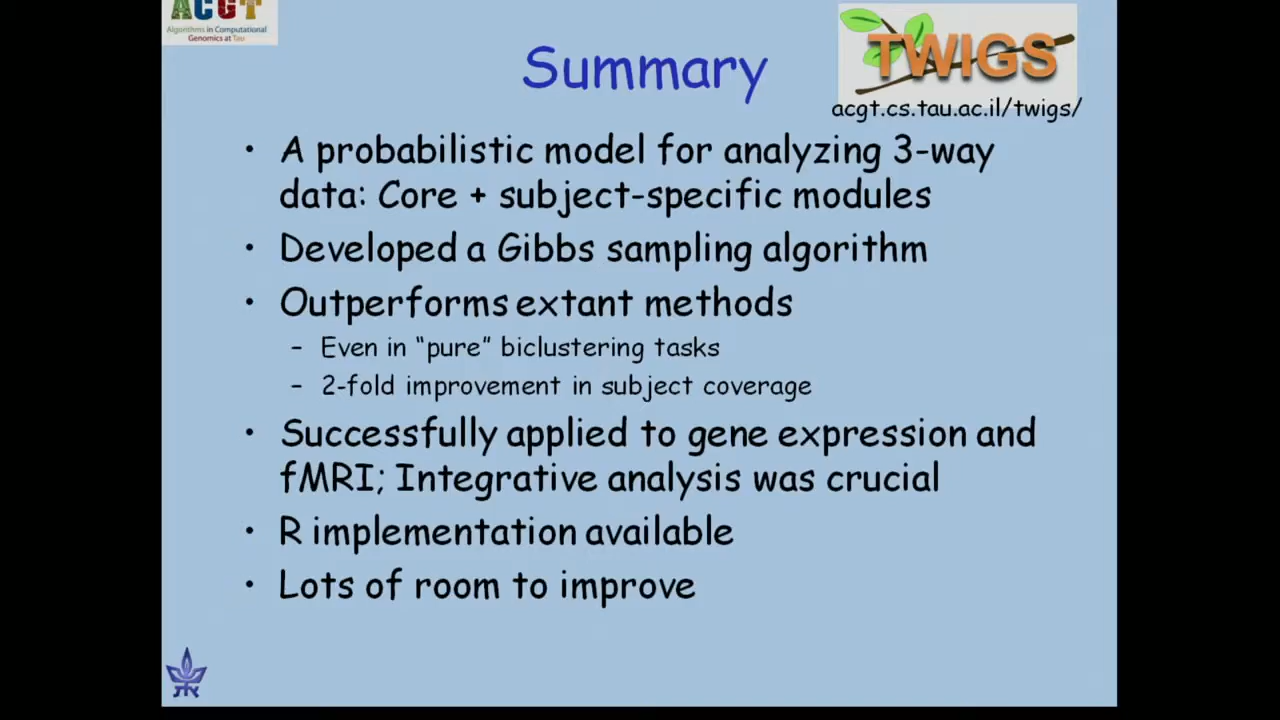 ACGT
Algorithms in Computational
Genomics at Tau
TWIGS
acgt.cs.tau.ac.il/twigs/
Summary
• A probabilistic model for analyzing 3-way
data: Core + subject-specific modules
• Developed a Gibbs sampling algorithm
• Outperforms extant methods
– Even in “pure” biclustering tasks
– 2-fold improvement in subject coverage
• Successfully applied to gene expression and
fMRI; Integrative analysis was crucial
• R implementation available
• Lots of room to improve